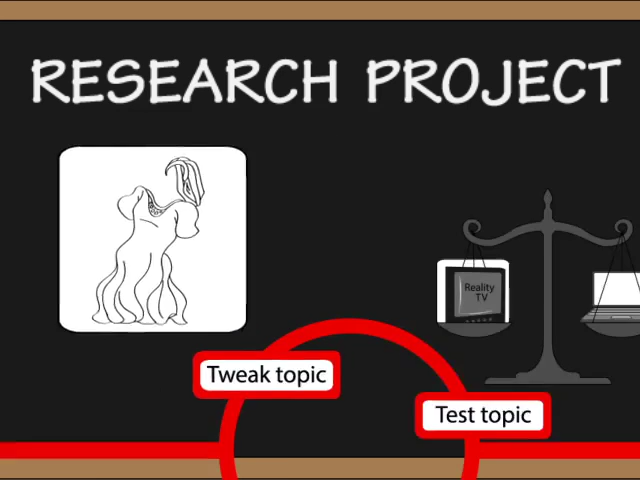 RESEARCH PROJECT
Reality
TV
Tweak topic
Test topic